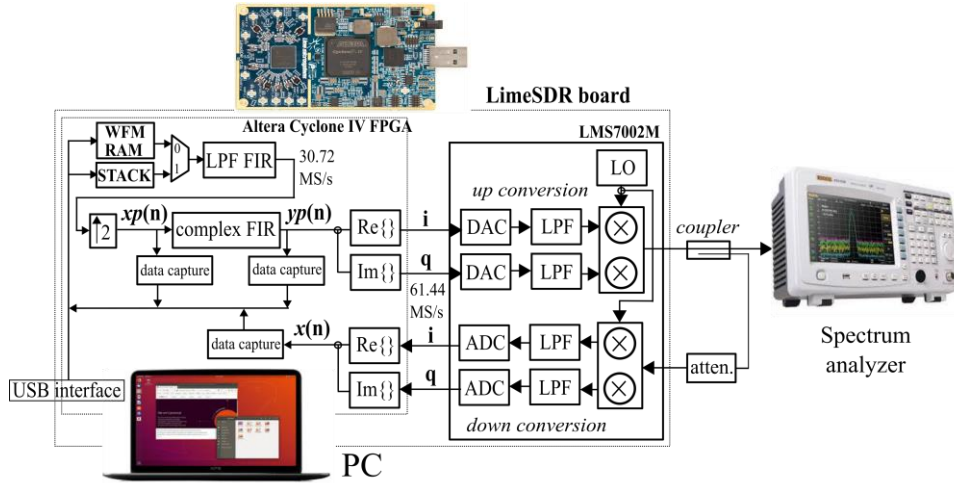 LimeSDR board
Altera Cyclone IV FPGA
LMS7002M
WFM
RAM
0
1
STACK
LPF FIR
30.72
MS/s
LO
up conversion
2
xp(n)
complex FIR
yp(n)
Re{}
i
DAC
LPF
Im{}
q
DAC
LPF
61.44
MS/s
coupler
data capture
data capture
x(n)
data capture
Re{}
i
ADC
LPF
Im{}
q
ADC
LPF
atten.
down conversion
Spectrum
analyzer
USB interface
PC